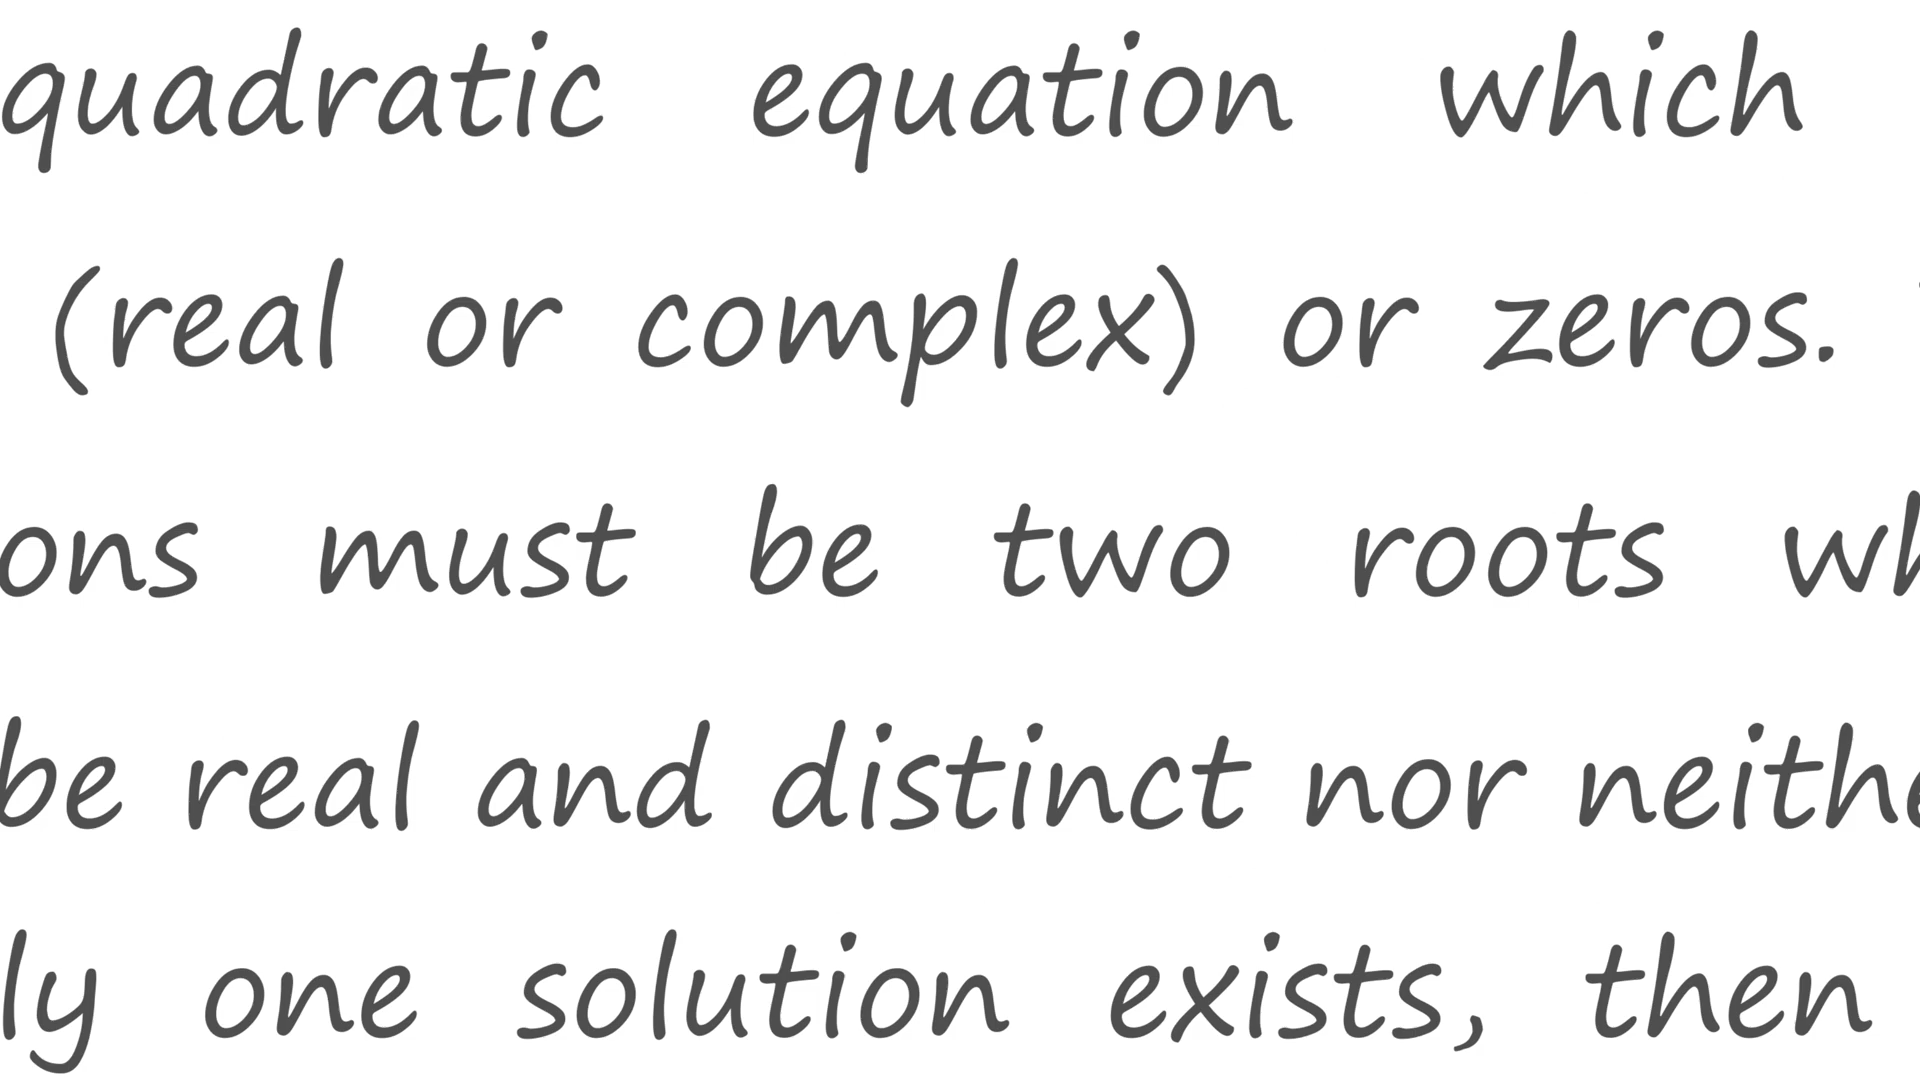 quadratic equation which
(real or complex) or zeros.
ons must be two roots wh
be real and distinct nor neithe
ly one solution exists, then